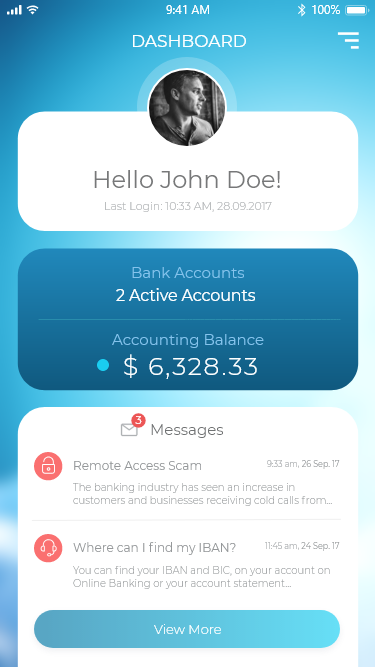 9:41 AM
100%
DASHBOARD
Hello John Doe!
Last Login: 10:33 AM, 28.09.2017
Bank Accounts
2 Active Accounts
Accounting Balance
$ 6,328.33
3
Messages
Remote Access Scam
9:33 am, 26 Sep. 17
The banking industry has seen an increase in
customers and businesses receiving cold calls from...
Where can I find my IBAN?
11:45 am, 24 Sep. 17
You can find your IBAN and BIC, on your account on
Online Banking or your account statement...
View More